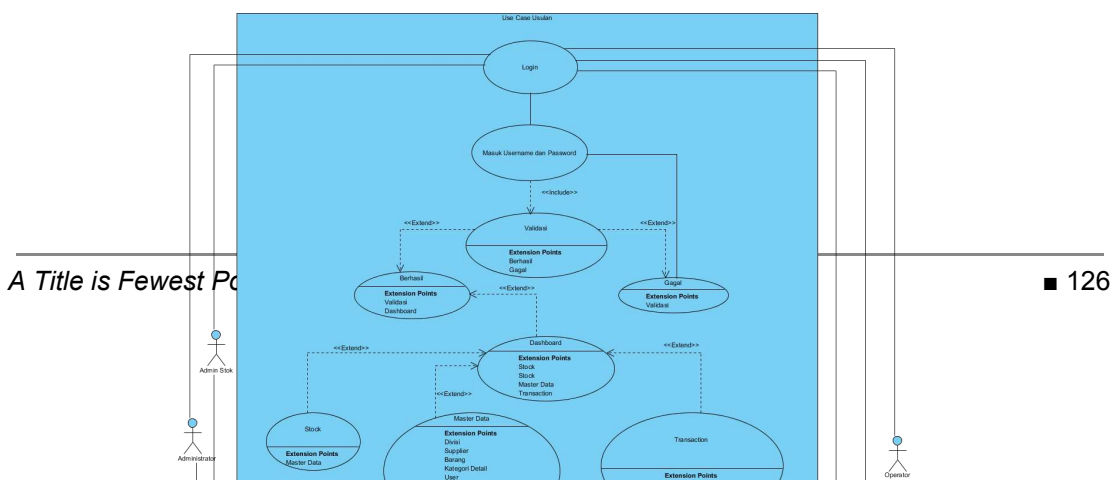 Use Case Usulan
Login
Masuk Username dan Password
<<Include>>
Validasi
Extension Points
Berhasil
Gagal
<<Extend>>
<<Extend>>
Berhasil
Extension Points
Validasi
Dashboard
Gagal
Extension Points
Validasi
A Title is Fewest
■ 126
<<Extend>>
Dashboard
Extension Points
Stock
Stock
Master Data
Transaction
<<Extend>>
<<Extend>>
<<Extend>>
Admin Stok
Stock
Extension Points
Master Data
Master Data
Extension Points
Divisi
Supplier
Barang
Kategori Detail
User
Transaction
Extension Points
Administrator
Operator